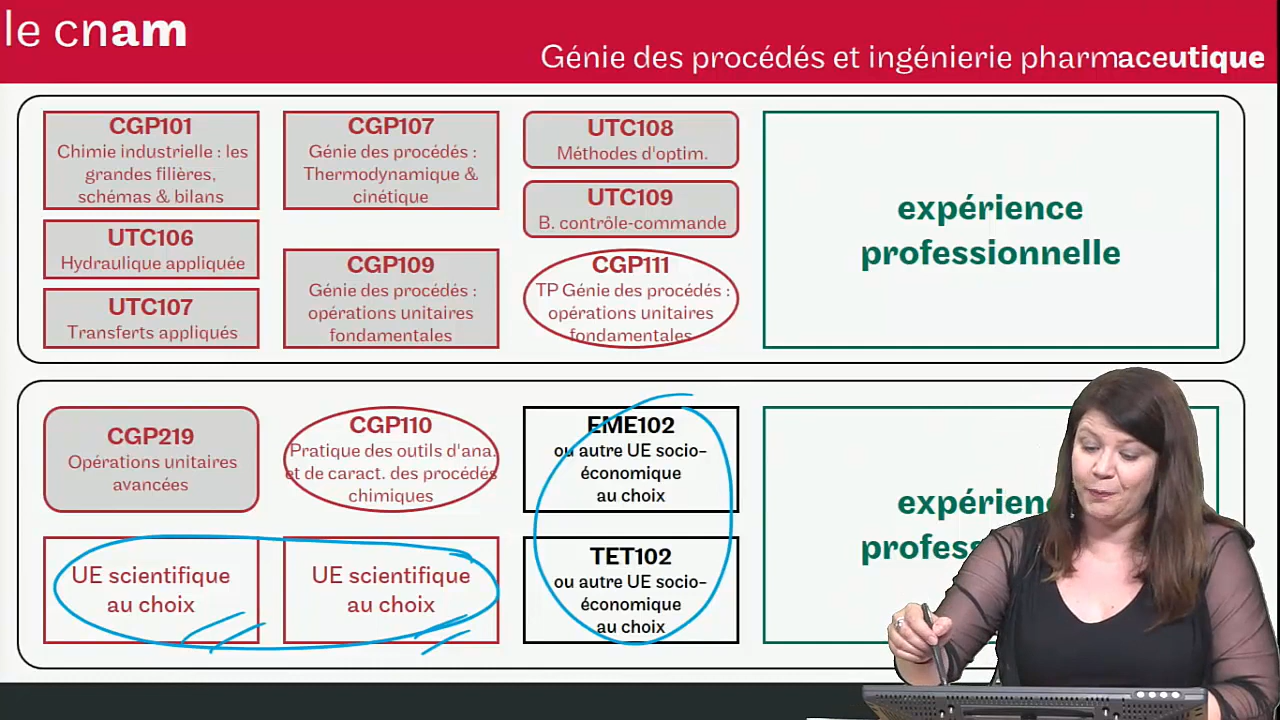 le cnam
Génie des procédés et ingénierie pharmaceutique
CGP101
Chimie industrielle : les
grandes filières,
schémas & bilans
UTC106
Hydraulique appliquée
UTC107
Transferts appliqués
CGP107
Génie des procédés :
Thermodynamique &
cinétique
CGP109
Génie des procédés :
opérations unitaires
fondamentales
UTC108
Méthodes d'optim.
UTC109
B. contrôle-commande
CGP111
TP Génie des procédés :
opérations unitaires
fondamentales
expérience
professionnelle
CGP219
Opérations unitaires
avancées
CGP110
Pratique des outils d'ana.
et de caract. des procédés
chimiques
EME102
ou autre UE socio-
économique
au choix
UE scientifique
au choix
UE scientifique
au choix
TET102
ou autre UE socio-
économique
au choix